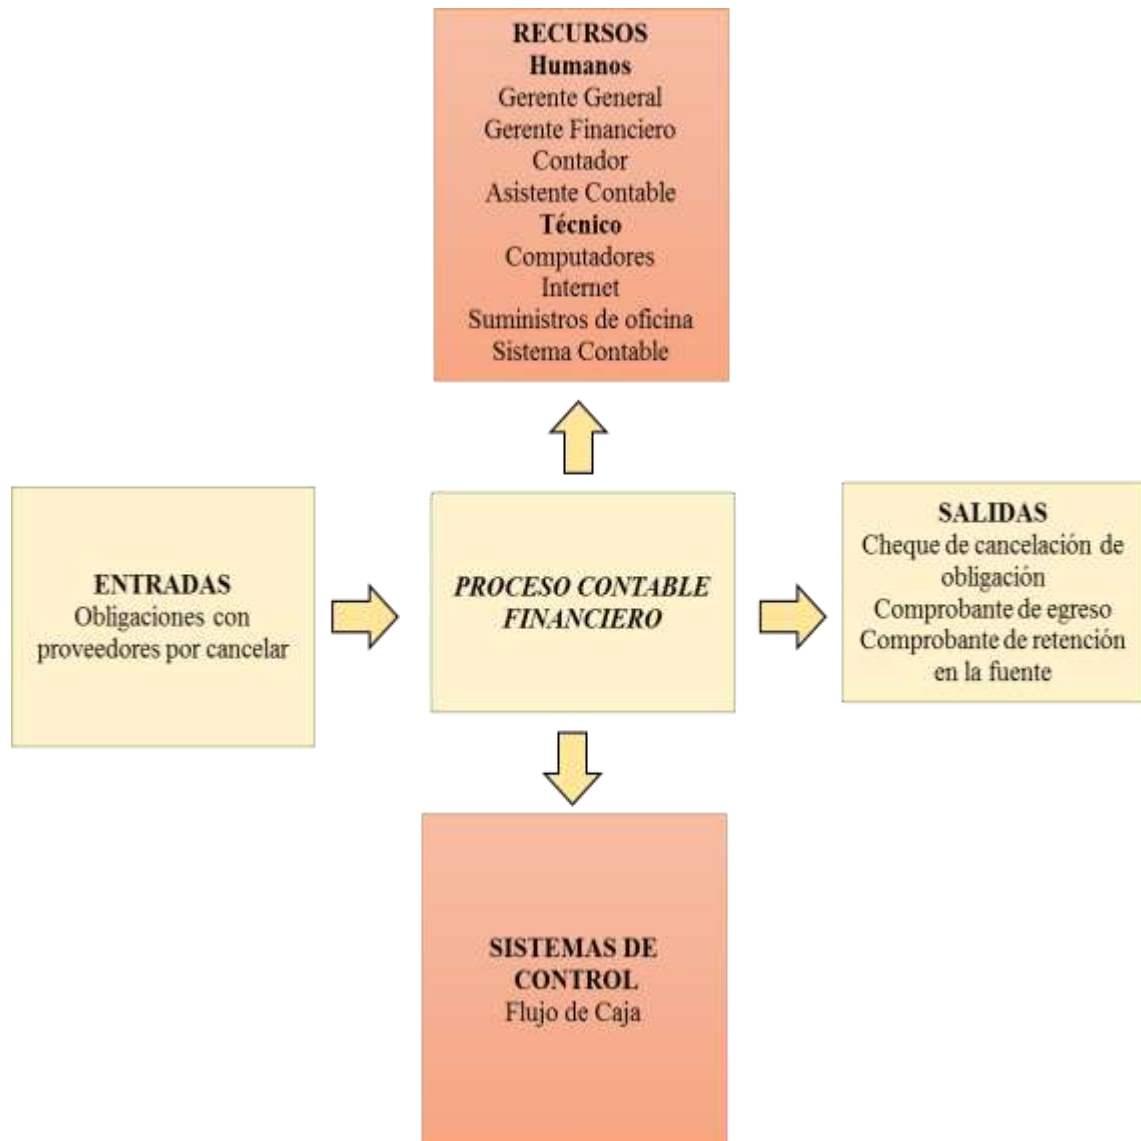 RECURSOS
Humanos
Gerente General
Gerente Financiero
Contador
Asistente Contable
Técnico
Computadores
Internet
Suministros de oficina
Sistema Contable
ENTRADAS
Obligaciones con
proveedores por cancelar
PROCESO CONTABLE
FINANCIERO
SALIDAS
Cheque de cancelación de
obligación
Comprobante de egreso
Comprobante de retención
en la fuente
SISTEMAS DE
CONTROL
Flujo de Caja